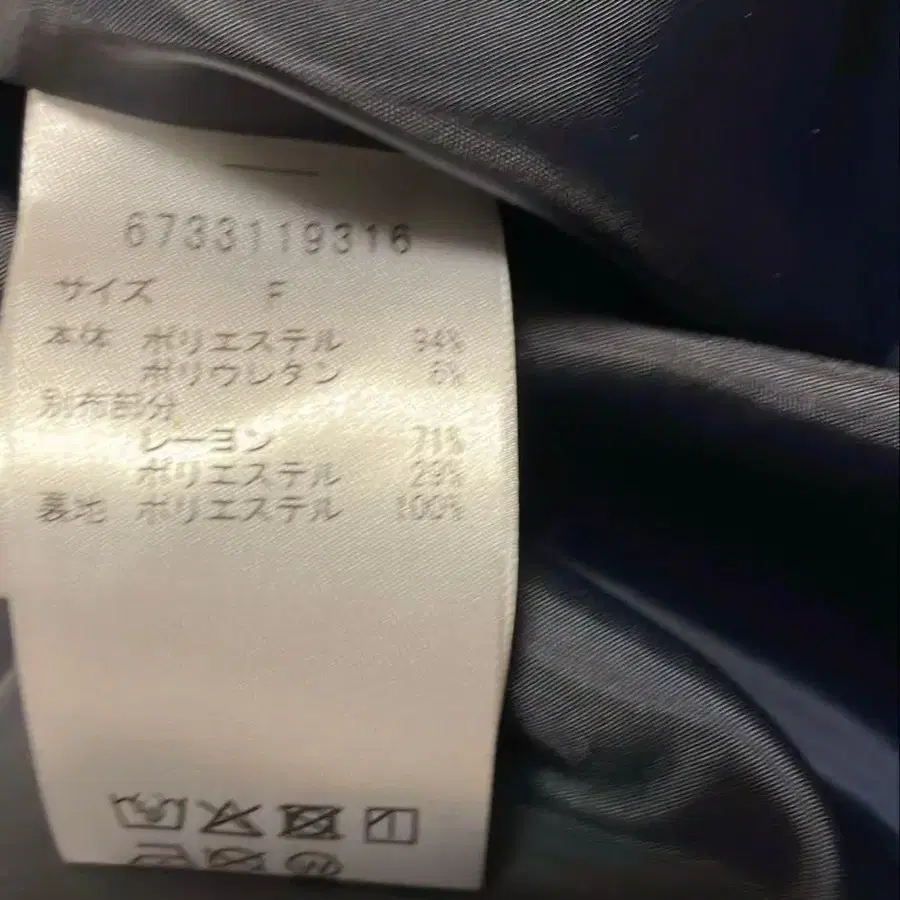 6733119316
サイズ F
本体 ポリエステル 94%
ポリウレタン 6%
別布部分
レーヨン 71%
ポリエステル 29%
裏地 ポリエステル 100%